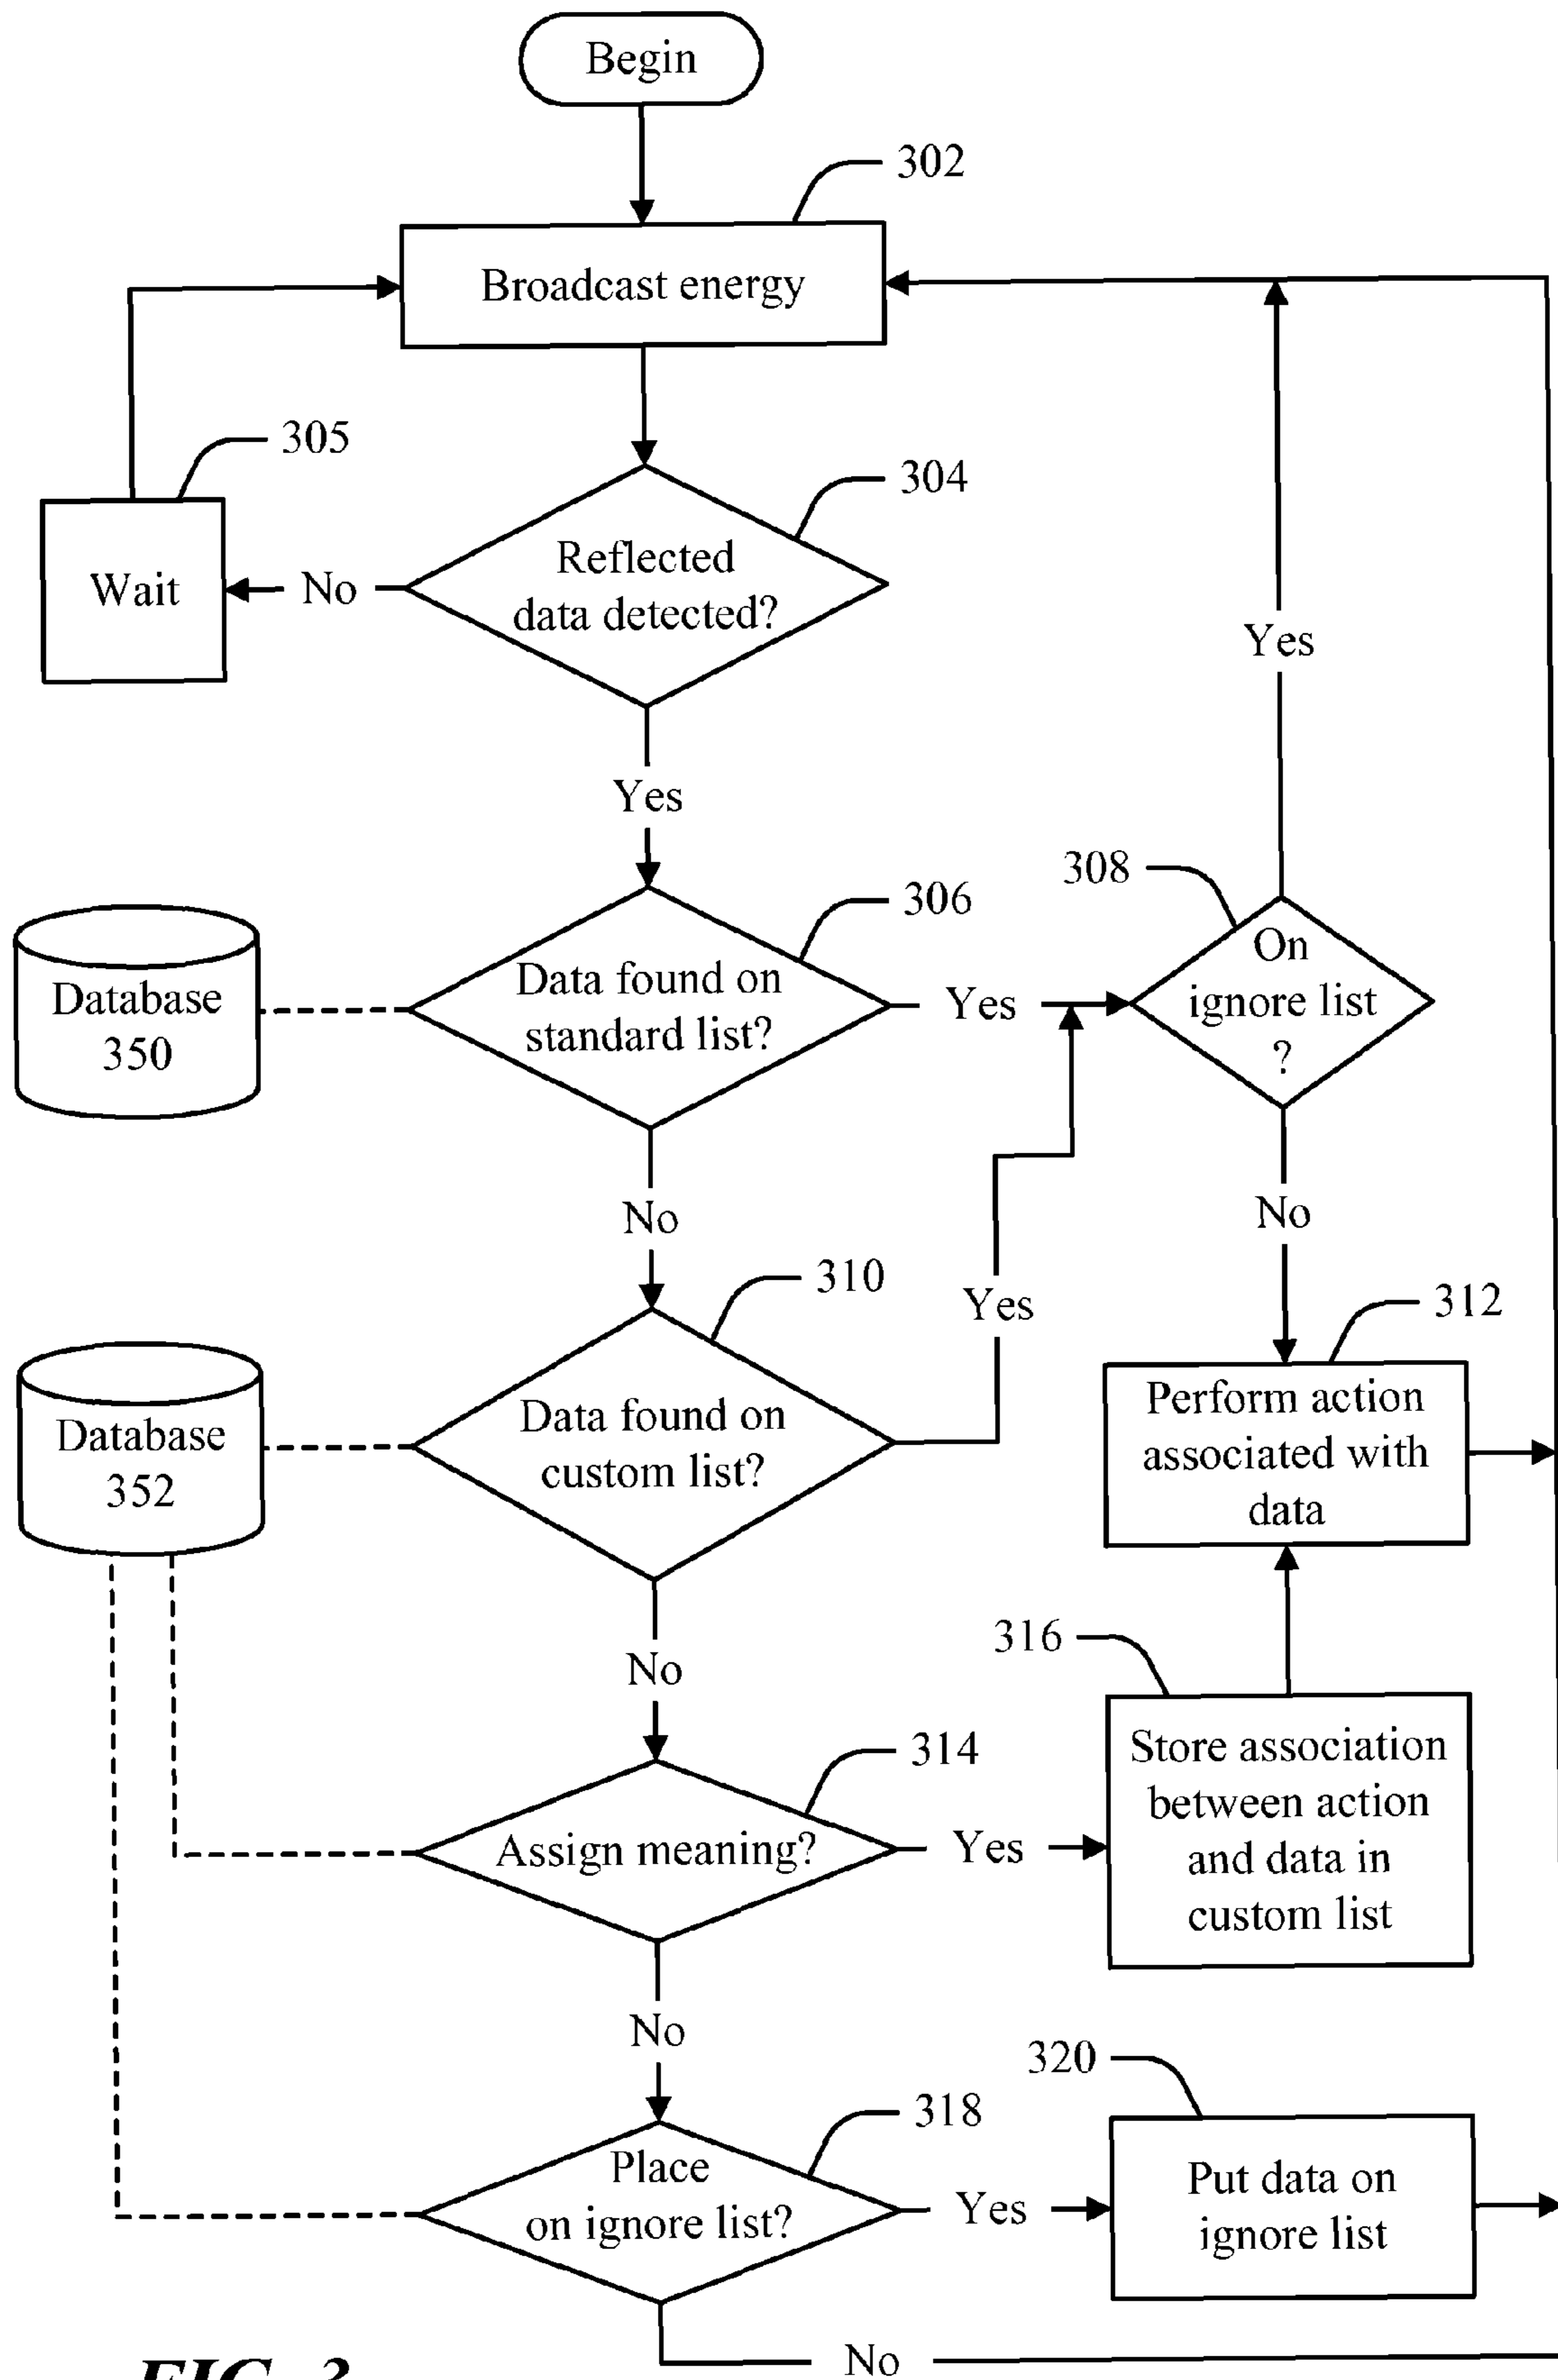 Begin
302
Broadcast energy
305
304
Wait
No
Reflected
data detected?
Yes
Yes
308
306
Database
350
Data found on
standard list?
Yes
On
ignore list
?
No
No
310
Yes
312
Database
352
Data found on
custom list?
Perform action
associated with
data
No
316
314
Assign meaning?
Yes
Store association
between action
and data in
custom list
No
320
318
Place
on ignore list?
Yes
Put data on
ignore list
No
FIG. 3